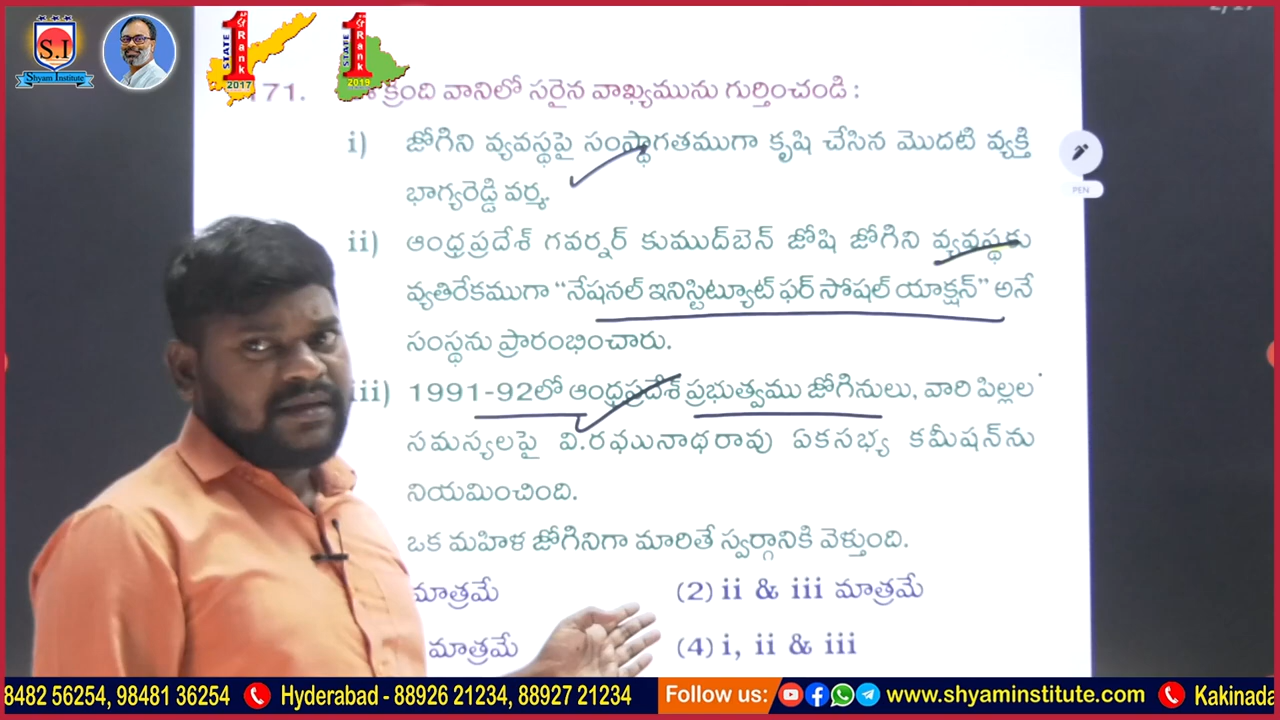 S.I
Shyam Institute
STATE 1st Rank 2017
STATE 1st Rank 2019
171. క్రింది వానిలో సరైన వాఖ్యమును గుర్తించండి :
i) జోగిని వ్యవస్థపై సంస్థాగతముగా కృషి చేసిన మొదటి వ్యక్తి
భాగ్యరెడ్డి వర్మ.
PEN
ii) ఆంధ్రప్రదేశ్ గవర్నర్ కుముద్‌బెన్ జోషి జోగిని వ్యవస్థకు
వ్యతిరేకముగా “నేషనల్ ఇనిస్టిట్యూట్ ఫర్ సోషల్ యాక్షన్” అనే
సంస్థను ప్రారంభించారు.
iii) 1991-92లో ఆంధ్రప్రదేశ్ ప్రభుత్వము జోగినులు, వారి పిల్లల
సమస్యలపై వి.రఘునాథరావు ఏకసభ్య కమీషన్‌ను
నియమించింది.
ఒక మహిళ జోగినిగా మారితే స్వర్గానికి వెళ్తుంది.
మాత్రమే (2) ii & iii మాత్రమే
మాత్రమే (4) i, ii & iii
8482 56254, 98481 36254 Hyderabad - 88926 21234, 88927 21234 Follow us: www.shyaminstitute.com Kakinada